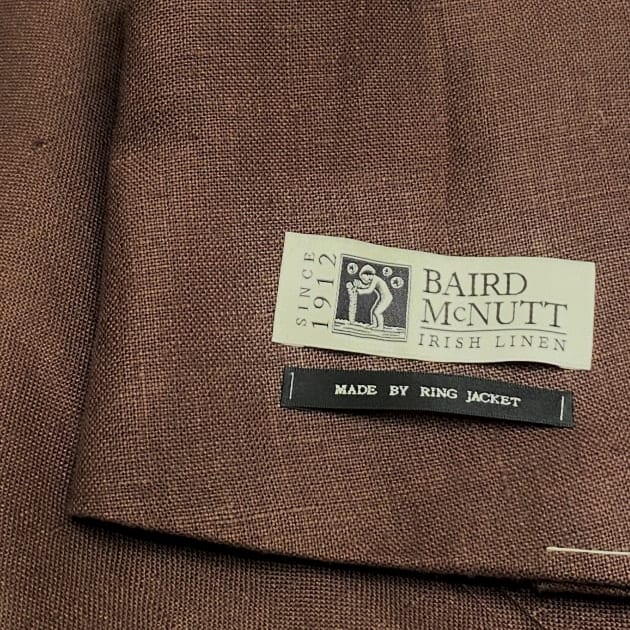 SINCE
1912
BAIRD
McNUTT
IRISH LINEN
MADE BY RING JACKET